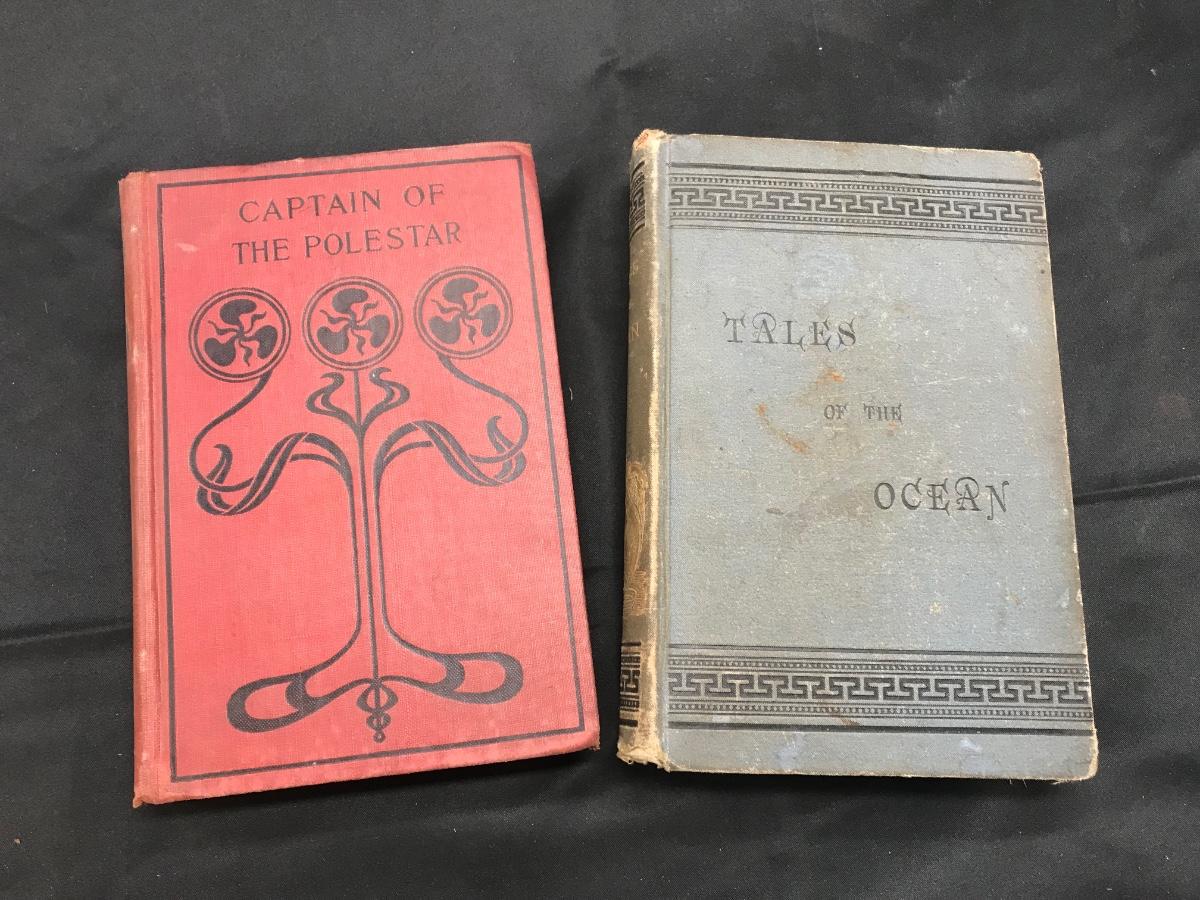 CAPTAIN OF
THE POLESTAR
TALES
OF THE
OCEAN